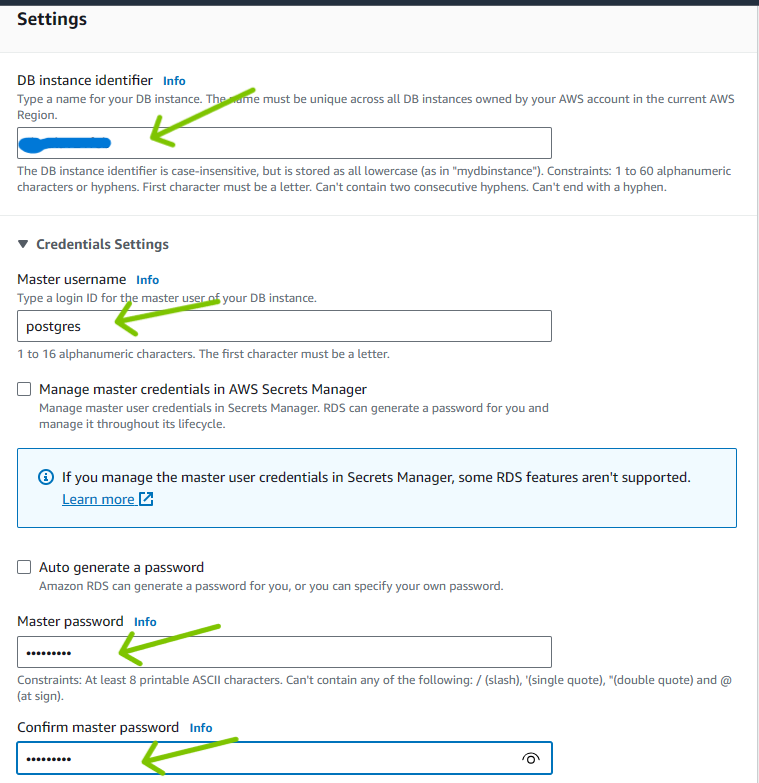 Settings
DB instance identifier Info
Type a name for your DB instance. The name must be unique across all DB instances owned by your AWS account in the current AWS
Region.
The DB instance identifier is case-insensitive, but is stored as all lowercase (as in "mydbinstance"). Constraints: 1 to 60 alphanumeric
characters or hyphens. First character must be a letter. Can't contain two consecutive hyphens. Can't end with a hyphen.
▼ Credentials Settings
Master username Info
Type a login ID for the master user of your DB instance.
postgres
1 to 16 alphanumeric characters. The first character must be a letter.
Manage master credentials in AWS Secrets Manager
Manage master user credentials in Secrets Manager. RDS can generate a password for you and
manage it throughout its lifecycle.
If you manage the master user credentials in Secrets Manager, some RDS features aren't supported.
Learn more
Auto generate a password
Amazon RDS can generate a password for you, or you can specify your own password.
Master password Info
•••••••••
Constraints: At least 8 printable ASCII characters. Can't contain any of the following: / (slash), '(single quote), "(double quote) and @
(at sign).
Confirm master password Info
•••••••••